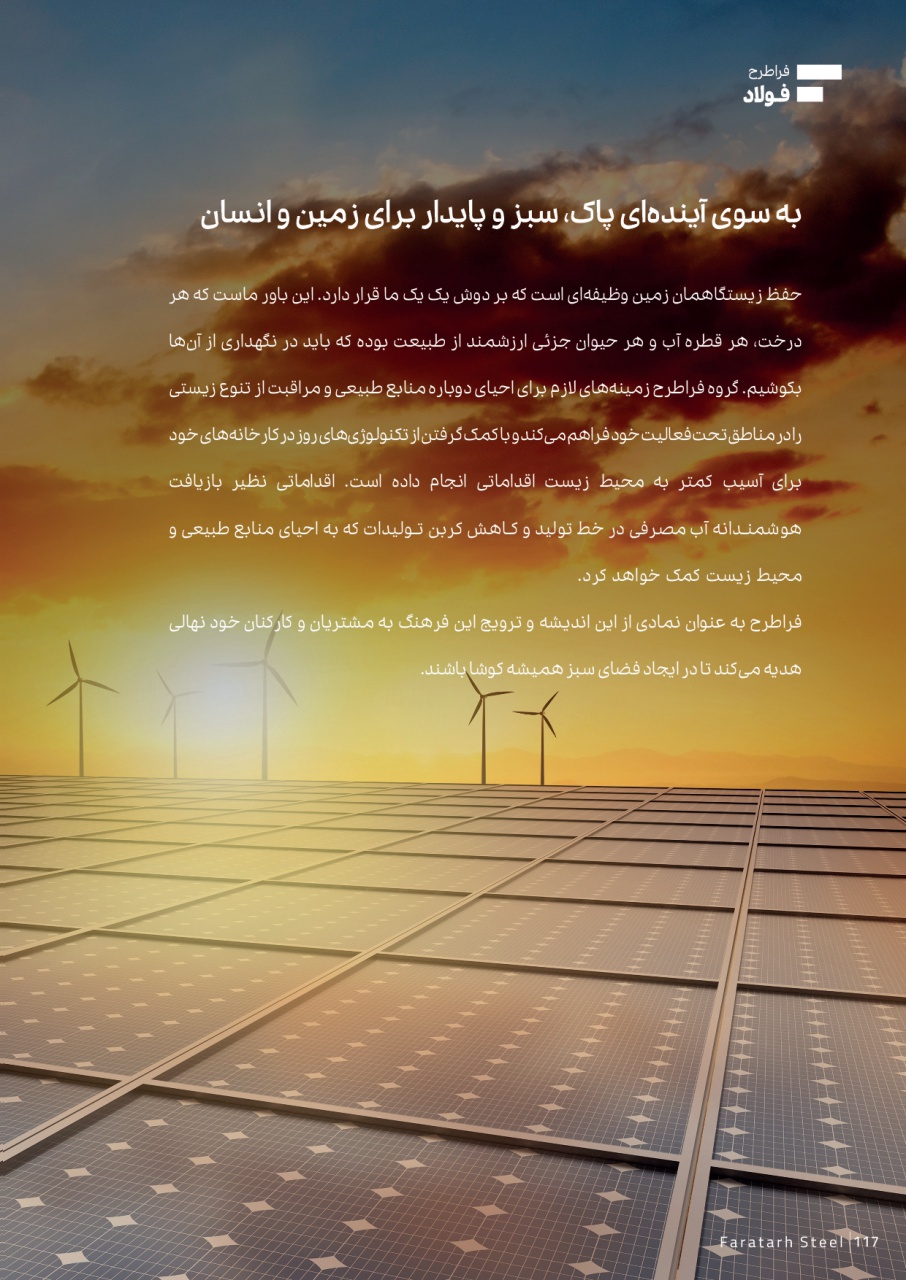 فراطرح
فولاد
به سوی آینده‌ای پاک، سبز و پایدار برای زمین و انسان
حفظ زیستگاهمان زمین وظیفه‌ای است که بر دوش یک یک ما قرار دارد. این باور ماست که هر
درخت، هر قطره آب و هر حیوان جزئی ارزشمند از طبیعت بوده که باید در نگهداری از آن‌ها
بکوشیم. گروه فراطرح زمینه‌های لازم برای احیای دوباره منابع طبیعی و مراقبت از تنوع زیستی
را در مناطق تحت فعالیت خود فراهم می‌کند و با کمک گرفتن از تکنولوژی‌های روز در کارخانه‌های خود
برای آسیب کمتر به محیط زیست اقداماتی انجام داده است. اقداماتی نظیر بازیافت
هوشمندانه آب مصرفی در خط تولید و کاهش کربن تولیدات که به احیای منابع طبیعی و
محیط زیست کمک خواهد کرد.
فراطرح به عنوان نمادی از این اندیشه و ترویج این فرهنگ به مشتریان و کارکنان خود نهالی
هدیه می‌کند تا در ایجاد فضای سبز همیشه کوشا باشند.
Faratarh Steel | 117